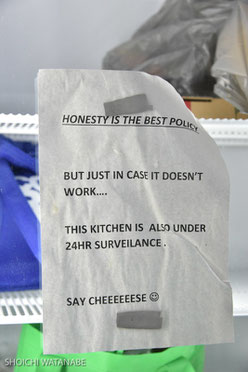 HONESTY IS THE BEST POLICY
BUT JUST IN CASE IT DOESN'T
WORK....
THIS KITCHEN IS ALSO UNDER
24HR SURVEILANCE .
SAY CHEEEEEESE ☺
SHOICHI WATANABE